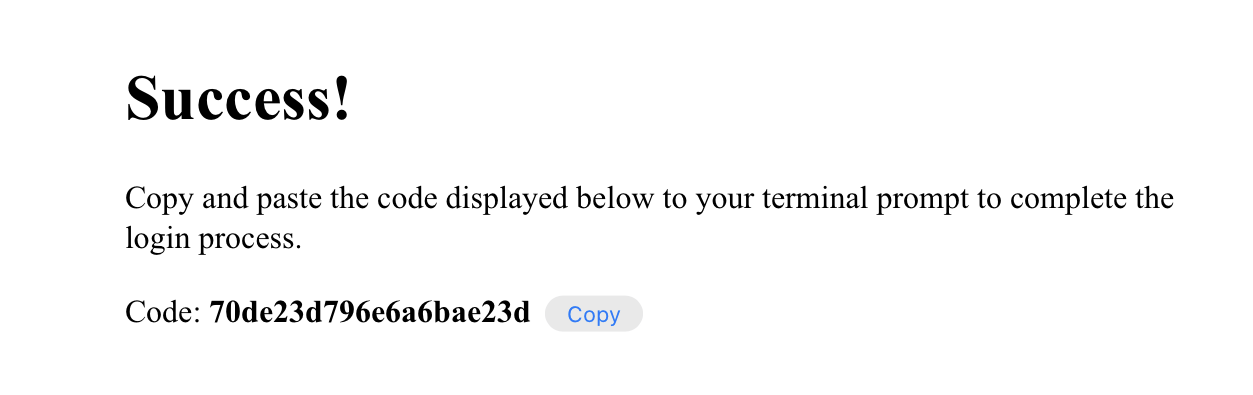 Success!
Copy and paste the code displayed below to your terminal prompt to complete the
login process.
Code: 70de23d796e6a6bae23d Copy